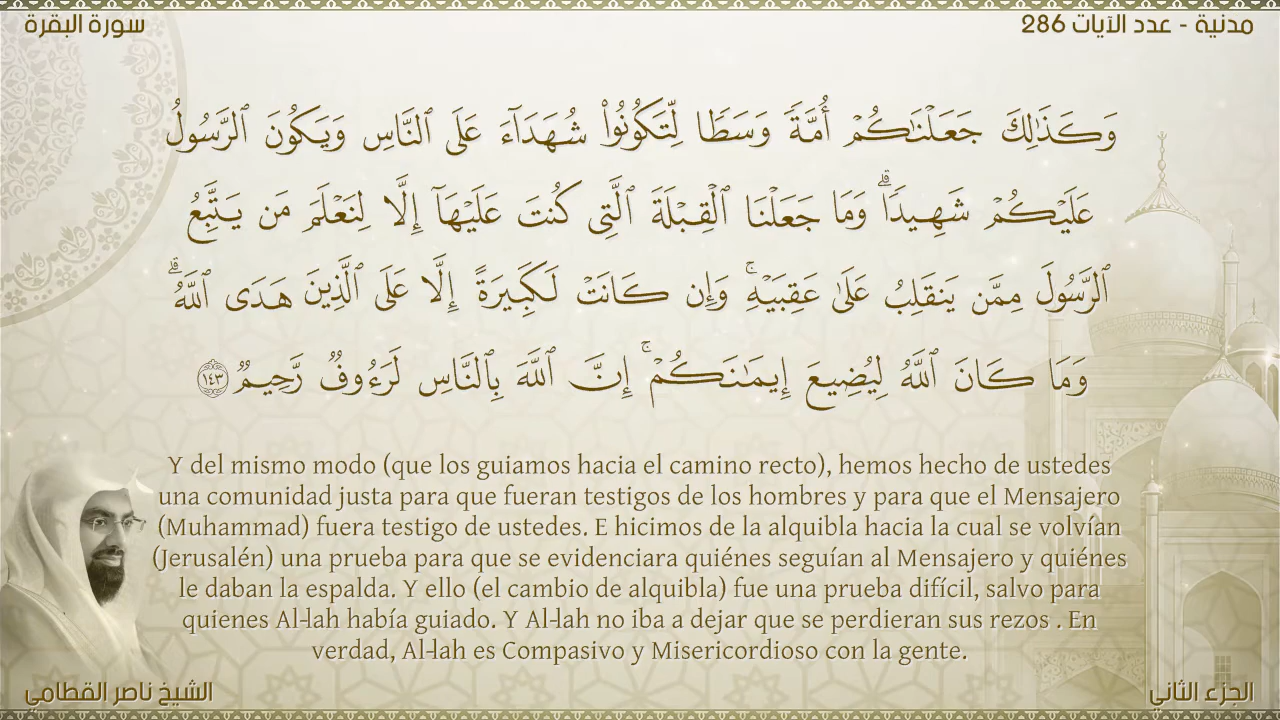 سورة البقرة
مدنية - عدد الآيات 286
وَكَذَٰلِكَ جَعَلْنَٰكُمْ أُمَّةً وَسَطًا لِّتَكُونُوا۟ شُهَدَآءَ عَلَى ٱلنَّاسِ وَيَكُونَ ٱلرَّسُولُ
عَلَيْكُمْ شَهِيدًا ۗ وَمَا جَعَلْنَا ٱلْقِبْلَةَ ٱلَّتِى كُنتَ عَلَيْهَآ إِلَّا لِنَعْلَمَ مَن يَتَّبِعُ
ٱلرَّسُولَ مِمَّن يَنقَلِبُ عَلَىٰ عَقِبَيْهِ ۚ وَإِن كَانَتْ لَكَبِيرَةً إِلَّا عَلَى ٱلَّذِينَ هَدَى ٱللَّهُ ۗ
وَمَا كَانَ ٱللَّهُ لِيُضِيعَ إِيمَٰنَكُمْ ۚ إِنَّ ٱللَّهَ بِٱلنَّاسِ لَرَءُوفٌ رَّحِيمٌ ١٤٣
Y del mismo modo (que los guiamos hacia el camino recto), hemos hecho de ustedes
una comunidad justa para que fueran testigos de los hombres y para que el Mensajero
(Muhammad) fuera testigo de ustedes. E hicimos de la alquibla hacia la cual se volvían
(Jerusalén) una prueba para que se evidenciara quiénes seguían al Mensajero y quiénes
le daban la espalda. Y ello (el cambio de alquibla) fue una prueba difícil, salvo para
quienes Al-lah había guiado. Y Al-lah no iba a dejar que se perdieran sus rezos . En
verdad, Al-lah es Compasivo y Misericordioso con la gente.
الشيخ ناصر القطامي
الجزء الثاني